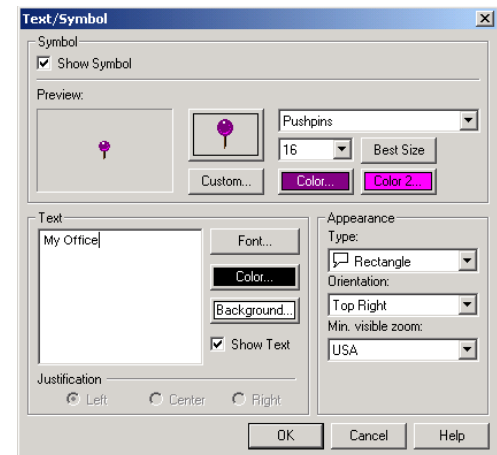 Text/Symbol
Symbol
Show Symbol
Preview:
Pushpins
16
Best Size
Custom...
Color...
Color 2...
Text
My Office
Font...
Color...
Background...
Show Text
Justification
Left
Center
Right
Appearance
Type:
Rectangle
Orientation:
Top Right
Min. visible zoom:
USA
OK
Cancel
Help